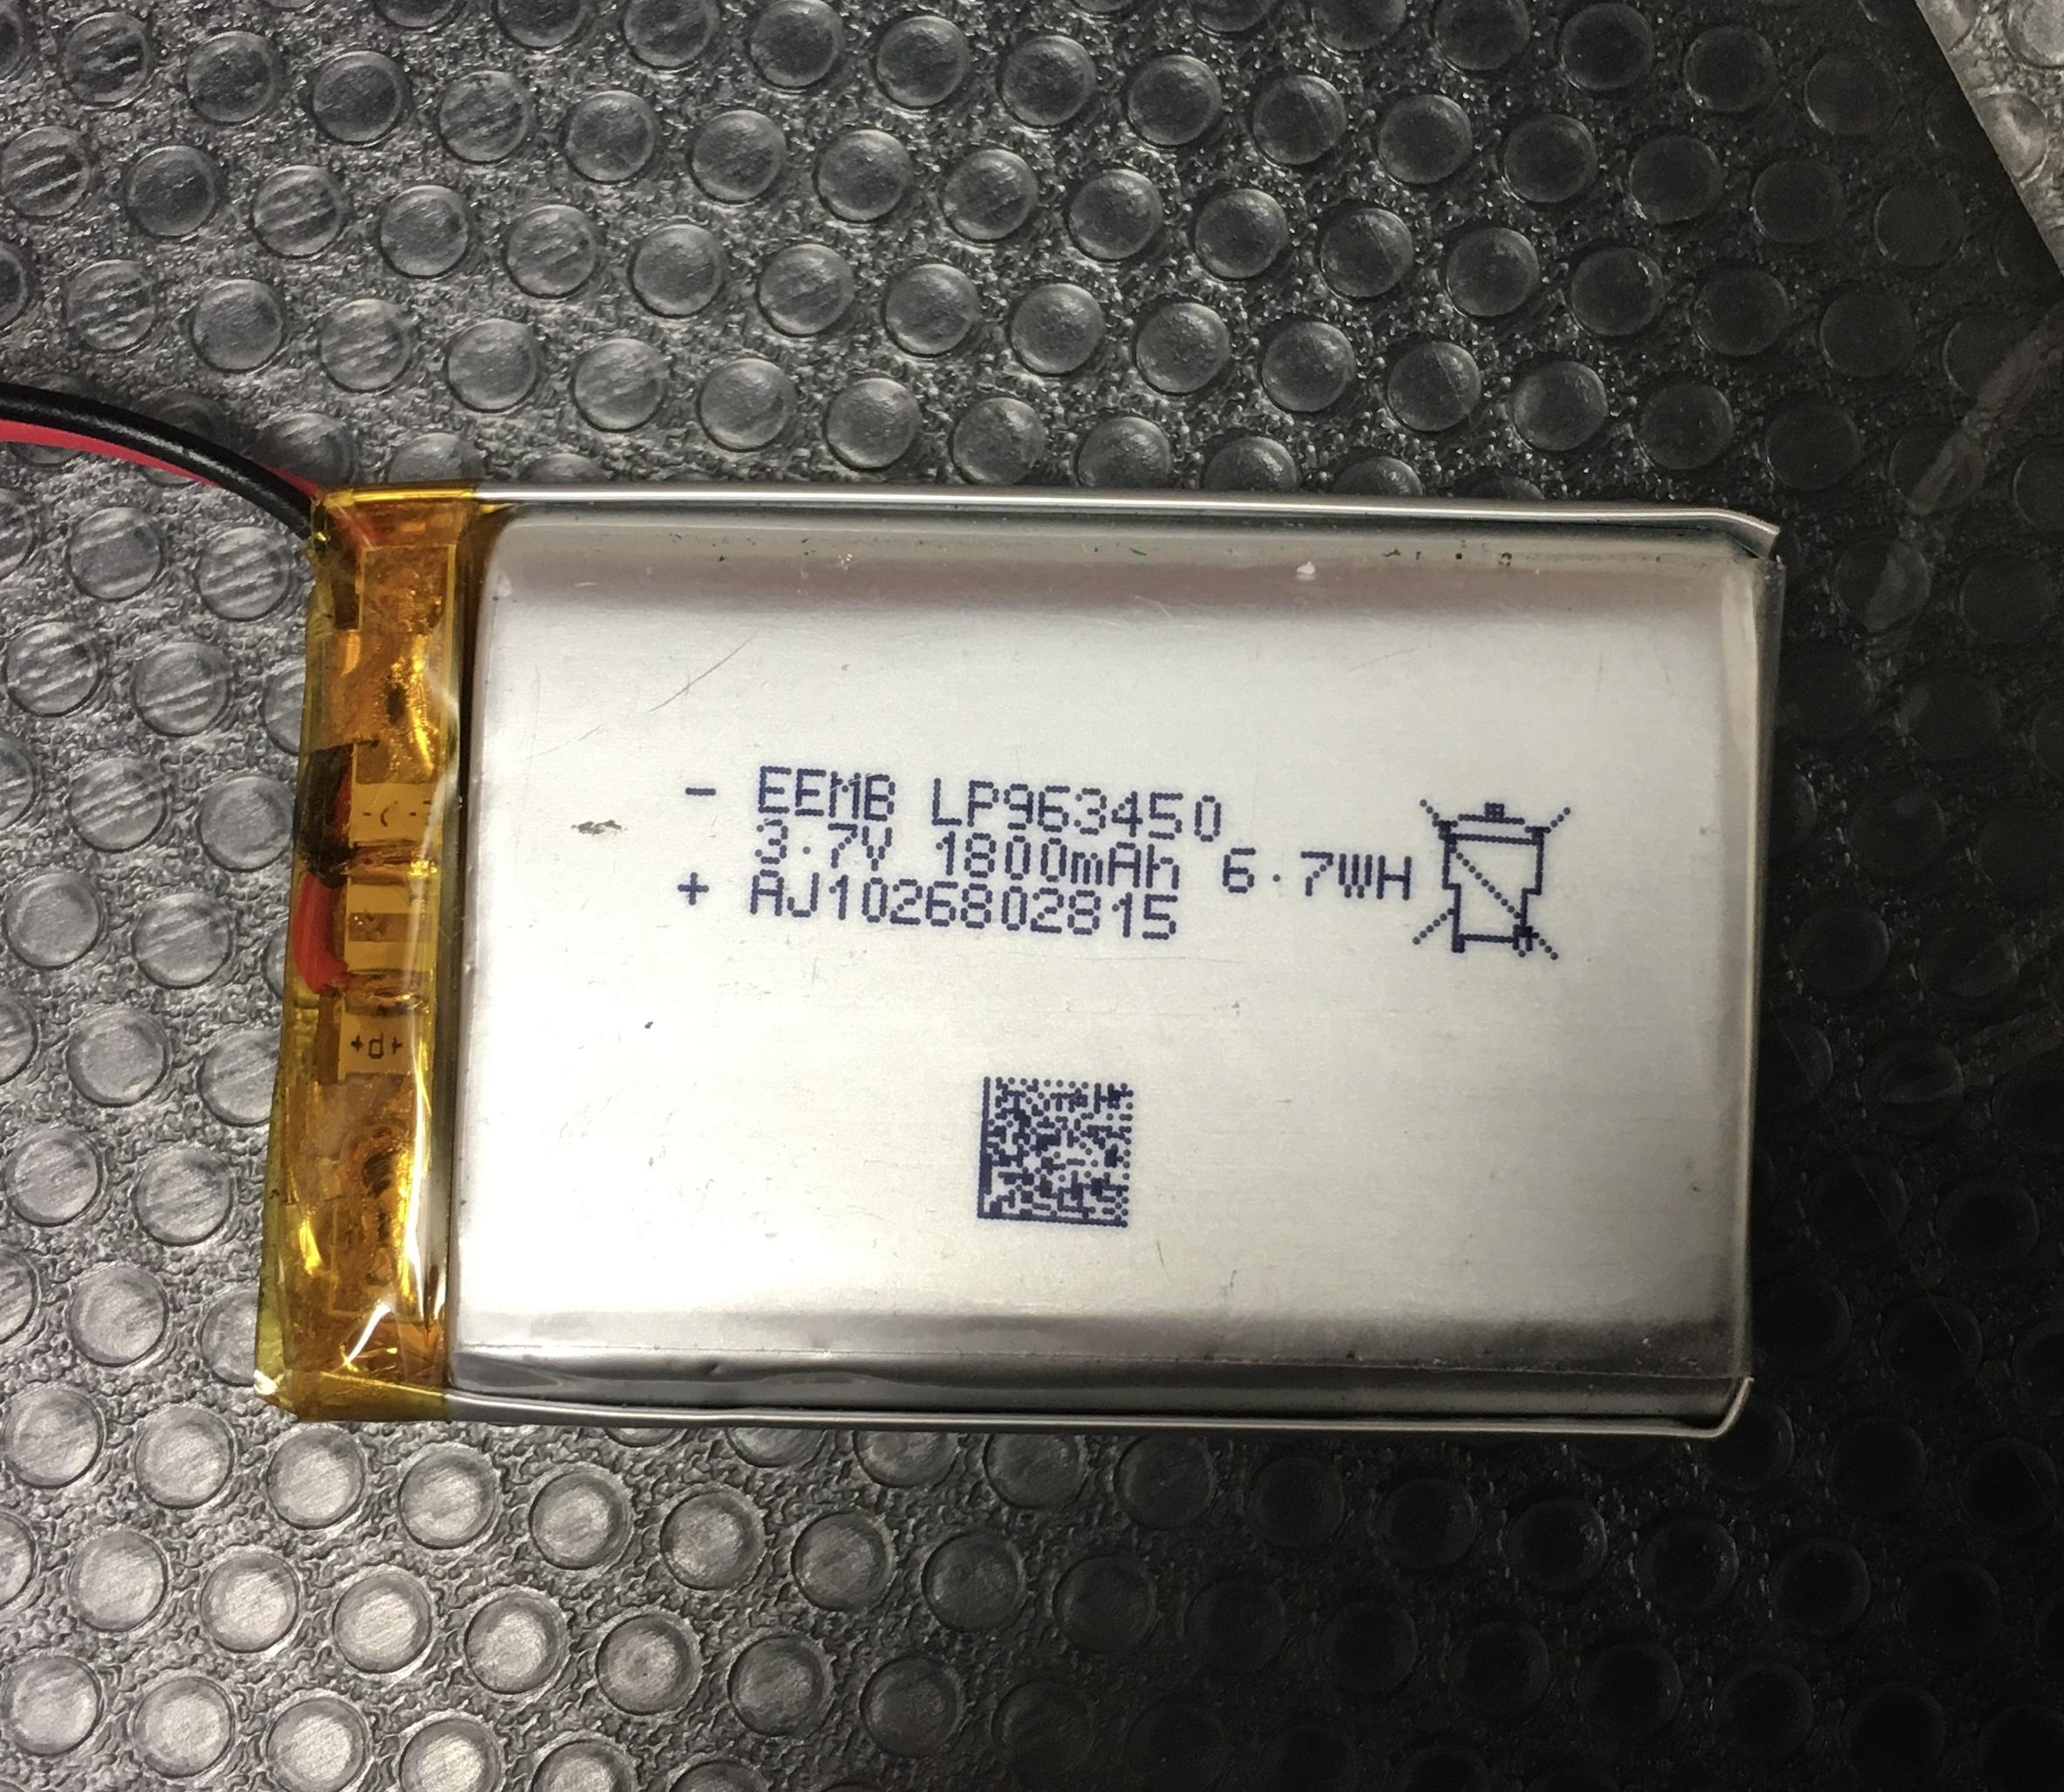 - EEMB LP963450
3.7V 1800mAh 6.7WH
+ AJ1026802815